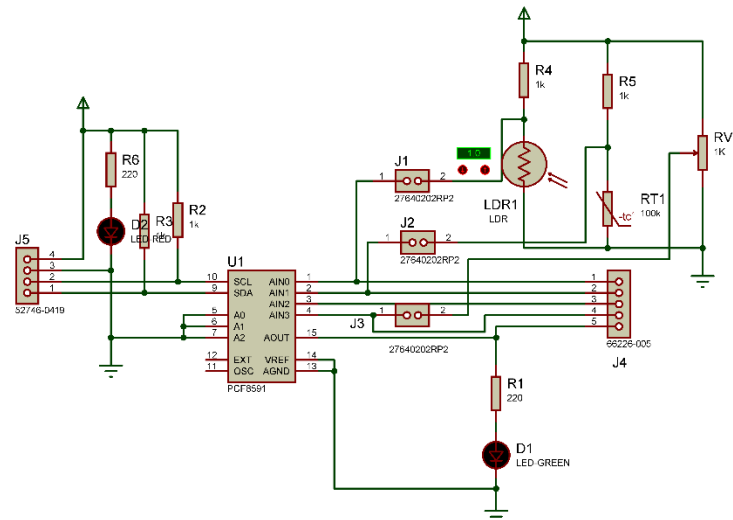 R4
1k
R5
1k
RV
1K
1.0
J1
1
2
27640202RP2
LDR1
LDR
-tc
RT1
100k
R6
220
D2
LED-RED
R3
1k
R2
1k
J2
1
2
27640202RP2
J5
4
3
2
1
52746-0419
U1
10
SCL
9
SDA
5
A0
6
A1
7
A2
12
EXT
11
OSC
AIN0
1
AIN1
2
AIN2
3
AIN3
4
AOUT
15
VREF
14
AGND
13
PCF8591
J3
1
2
27640202RP2
1
2
3
4
5
66226-005
J4
R1
220
D1
LED-GREEN